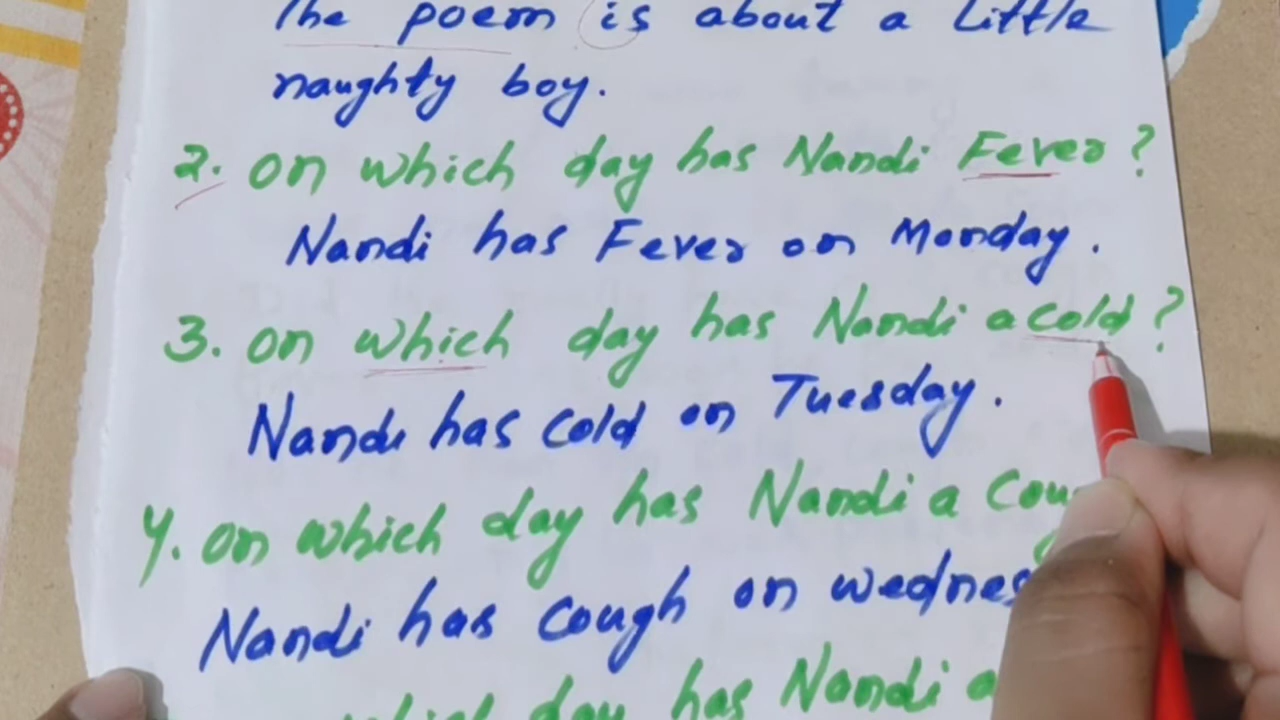 The poem is about a Little
naughty boy.
2. on which day has Nandi Fever?
Nandi has Fever on Monday.
3. on which day has Nandi a cold?
Nandi has cold on Tuesday.
4. on which day has Nandi a
Nandi has cough on
which day has Nandi a